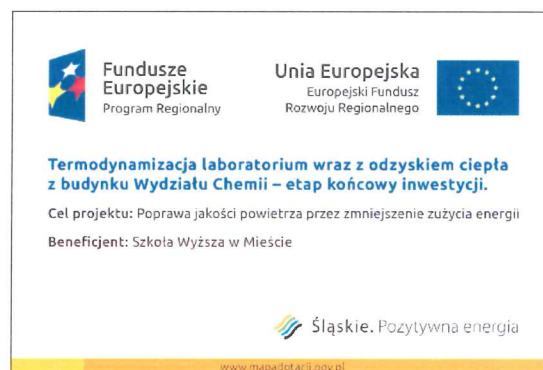 Fundusze
Europejskie
Program Regionalny
Unia Europejska
Europejski Fundusz
Rozwoju Regionalnego
Termodynamizacja laboratorium wraz z odzyskiem ciepła
z budynku Wydziału Chemii – etap końcowy inwestycji.
Cel projektu: Poprawa jakości powietrza przez zmniejszenie zużycia energii
Beneficjent: Szkoła Wyższa w Mieście
Śląskie. Pozytywna energia
www.mapadotacji.gov.pl